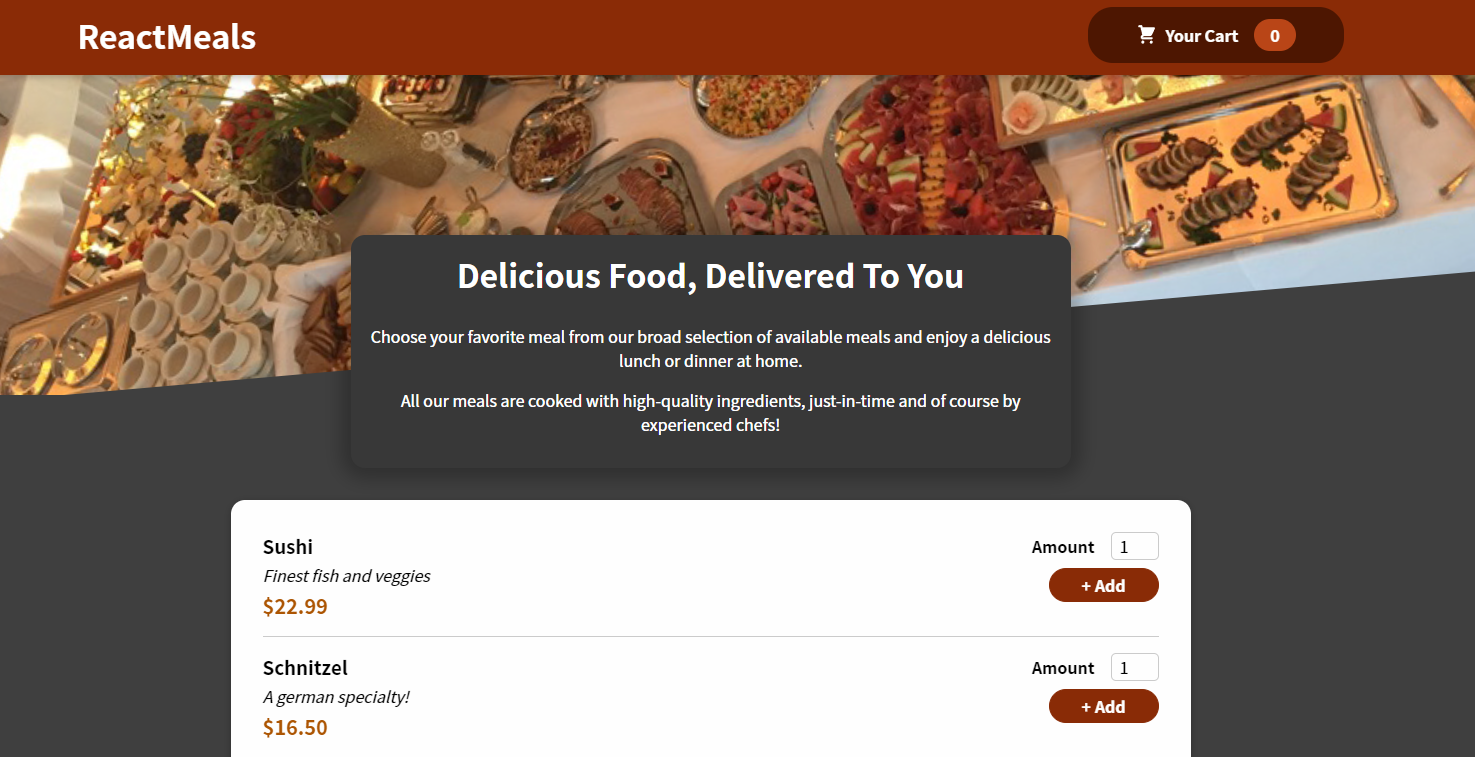 ReactMeals
Your Cart 0
Delicious Food, Delivered To You
Choose your favorite meal from our broad selection of available meals and enjoy a delicious
lunch or dinner at home.
All our meals are cooked with high-quality ingredients, just-in-time and of course by
experienced chefs!
Sushi
Finest fish and veggies
$22.99
Amount 1
+ Add
Schnitzel
A german specialty!
$16.50
Amount 1
+ Add